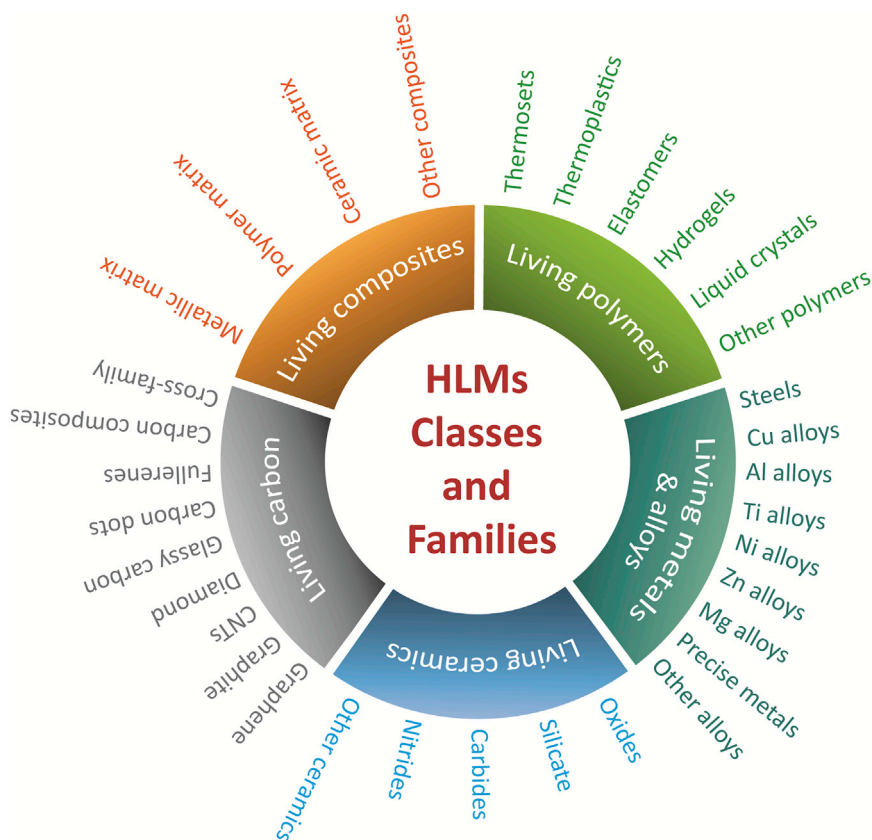 HLMs
Classes
and
Families
Living composites
Metallic matrix
Polymer matrix
Ceramic matrix
Other composites
Living polymers
Thermosets
Thermoplastics
Elastomers
Hydrogels
Liquid crystals
Other polymers
Living metals
& alloys
Steels
Cu alloys
Al alloys
Ti alloys
Ni alloys
Zn alloys
Mg alloys
Precise metals
Other alloys
Living ceramics
Oxides
Silicate
Carbides
Nitrides
Other ceramics
Living carbon
Graphene
Graphite
CNTs
Diamond
Glassy carbon
Carbon dots
Fullerenes
Carbon composites
Cross-family